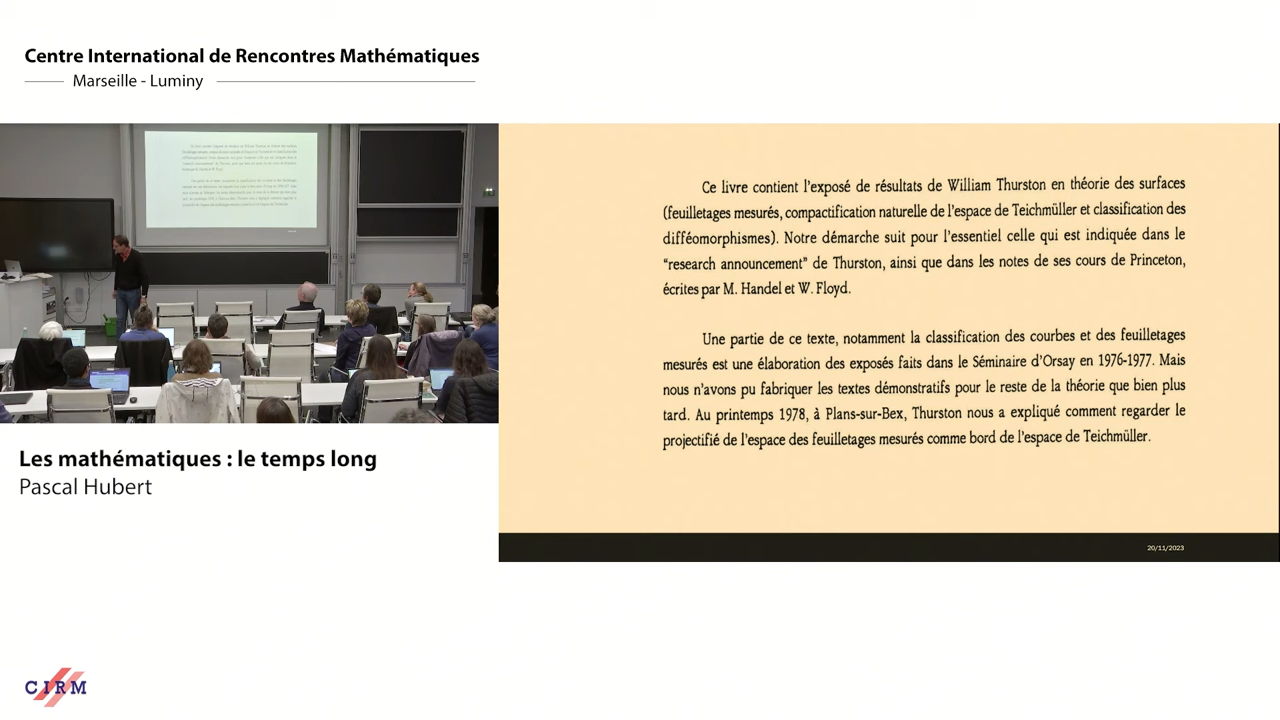 Centre International de Rencontres Mathématiques
Marseille - Luminy
Ce livre contient l'exposé de résultats de William Thurston en théorie des surfaces
(feuilletages mesurés, compactification naturelle de l'espace de Teichmüller et classification des
difféomorphismes). Notre démarche suit pour l'essentiel celle qui est indiquée dans le
“research announcement” de Thurston, ainsi que dans les notes de ses cours de Princeton,
écrites par M. Handel et W. Floyd.
Une partie de ce texte, notamment la classification des courbes et des feuilletages
mesurés est une élaboration des exposés faits dans le Séminaire d'Orsay en 1976-1977. Mais
nous n'avons pu fabriquer les textes démonstratifs pour le reste de la théorie que bien plus
tard. Au printemps 1978, à Plans-sur-Bex, Thurston nous a expliqué comment regarder le
projectifié de l'espace des feuilletages mesurés comme bord de l'espace de Teichmüller.
20/11/2023
Les mathématiques : le temps long
Pascal Hubert
CIRM